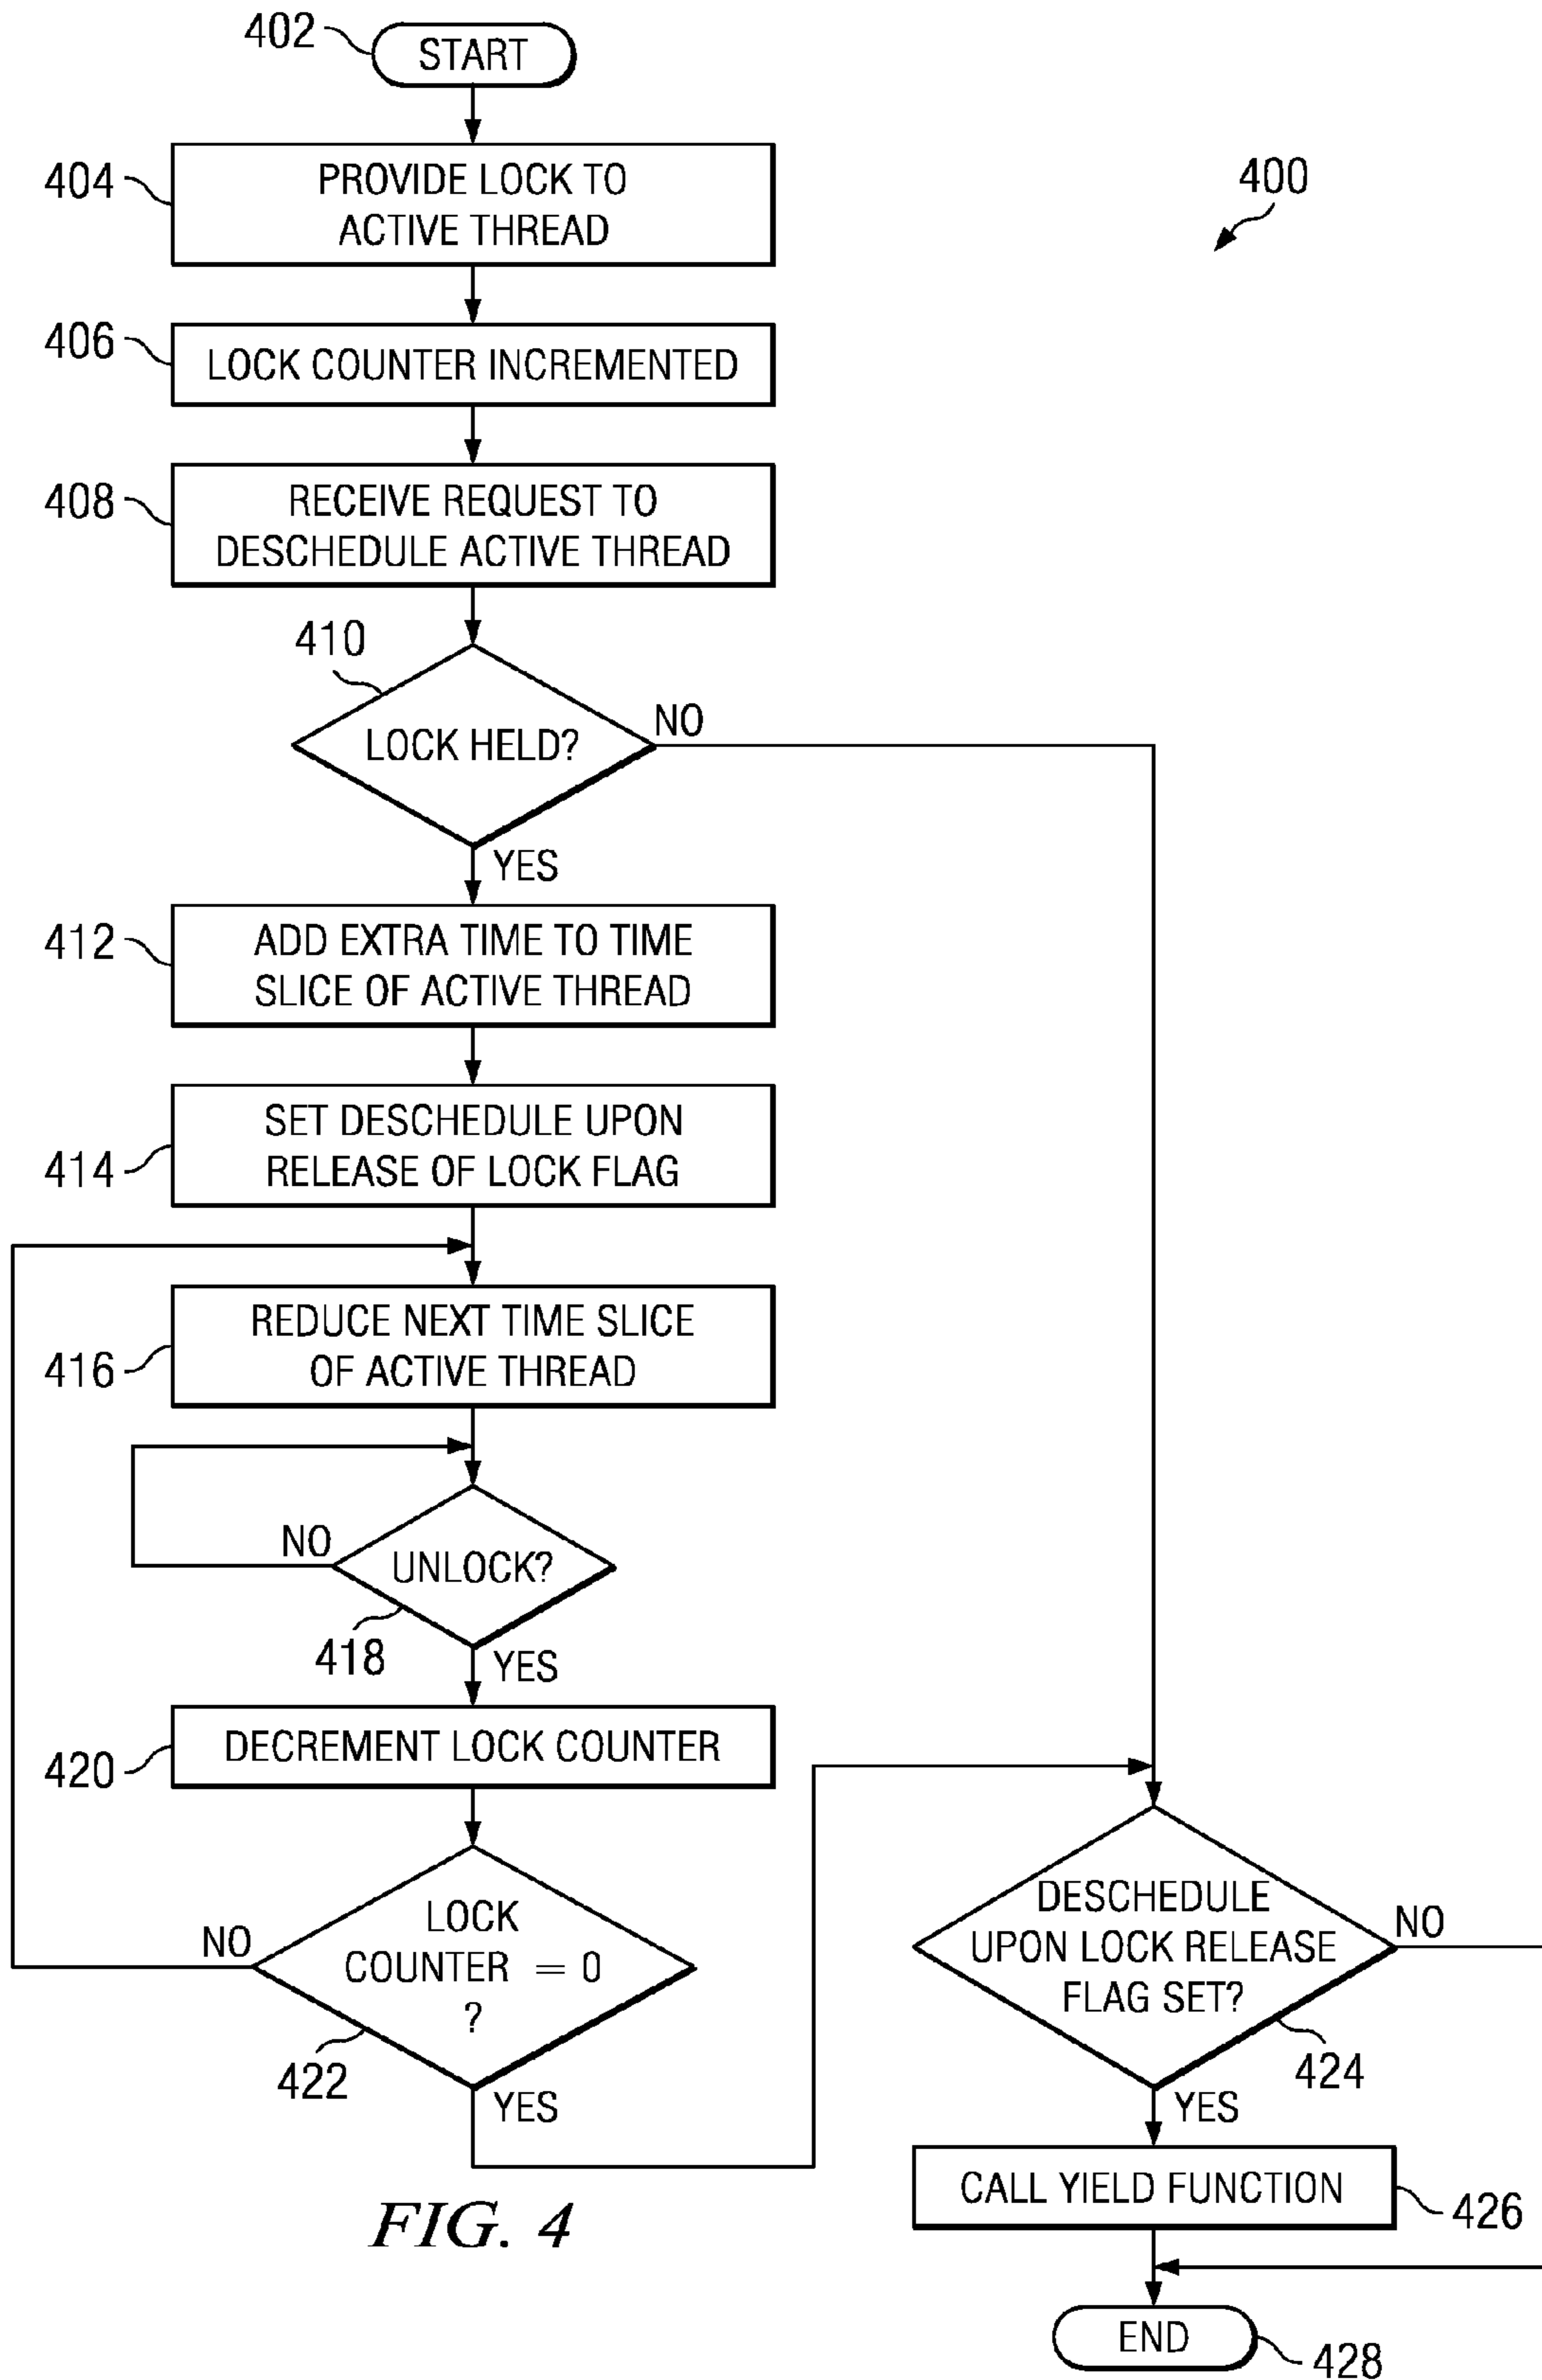 402
START
404
PROVIDE LOCK TO
ACTIVE THREAD
400
406
LOCK COUNTER INCREMENTED
408
RECEIVE REQUEST TO
DESCHEDULE ACTIVE THREAD
410
LOCK HELD?
NO
YES
412
ADD EXTRA TIME TO TIME
SLICE OF ACTIVE THREAD
414
SET DESCHEDULE UPON
RELEASE OF LOCK FLAG
416
REDUCE NEXT TIME SLICE
OF ACTIVE THREAD
NO
UNLOCK?
418
YES
420
DECREMENT LOCK COUNTER
NO
LOCK
COUNTER = 0
?
422
YES
DESCHEDULE
UPON LOCK RELEASE
FLAG SET?
NO
424
YES
CALL YIELD FUNCTION
426
END
428
FIG. 4